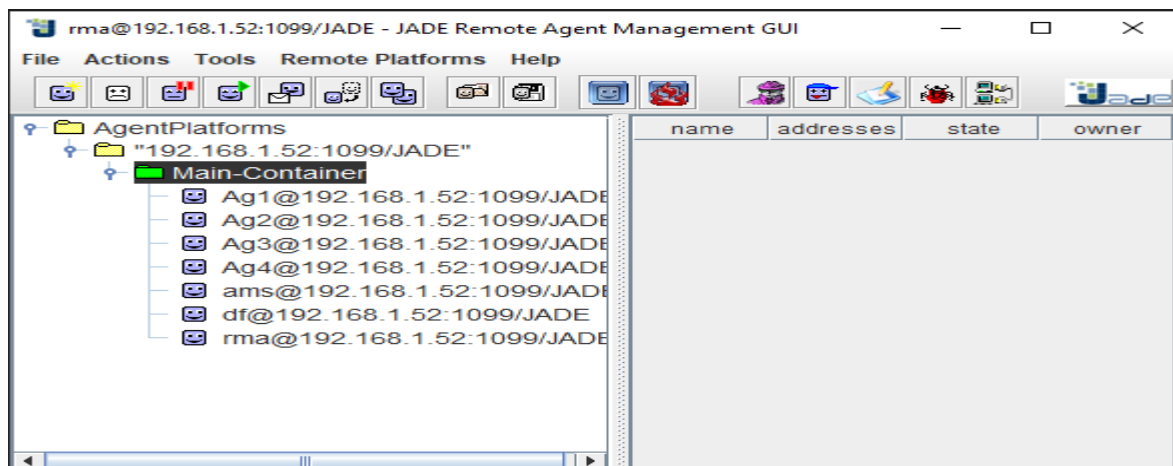 rma@192.168.1.52:1099/JADE - JADE Remote Agent Management GUI
File Actions Tools Remote Platforms Help
Jade
AgentPlatforms
name addresses state owner
"192.168.1.52:1099/JADE"
Main-Container
Ag1@192.168.1.52:1099/JADE
Ag2@192.168.1.52:1099/JADE
Ag3@192.168.1.52:1099/JADE
Ag4@192.168.1.52:1099/JADE
ams@192.168.1.52:1099/JADE
df@192.168.1.52:1099/JADE
rma@192.168.1.52:1099/JADE